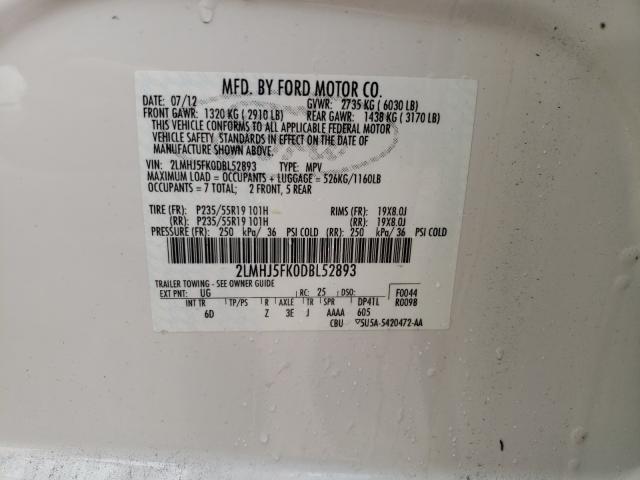 MFD. BY FORD MOTOR CO.
DATE: 07/12 GVWR: 2735 KG ( 6030 LB)
FRONT GAWR: 1320 KG ( 2910 LB) REAR GAWR: 1438 KG ( 3170 LB)
THIS VEHICLE CONFORMS TO ALL APPLICABLE FEDERAL MOTOR
VEHICLE SAFETY STANDARDS IN EFFECT ON THE DATE OF
MANUFACTURE SHOWN ABOVE.
VIN: 2LMHJ5FK0DBL52893 TYPE: MPV
MAXIMUM LOAD = OCCUPANTS + LUGGAGE = 526KG/1160LB
OCCUPANTS = 7 TOTAL; 2 FRONT, 5 REAR
TIRE (FR): P235/55R19 101H RIMS (FR): 19X8.0J
(RR): P235/55R19 101H (RR): 19X8.0J
PRESSURE (FR): 250 kPa/ 36 PSI COLD (RR): 250 kPa/ 36 PSI COLD
2LMHJ5FK0DBL52893
TRAILER TOWING - SEE OWNER GUIDE F0044
EXT PNT: UG RC: 25 DSO: R0098
INT TR TP/PS R AXLE TR SPR DP41L
6D Z 3E J AAAA 605
CBU 5U5A-5420472-AA